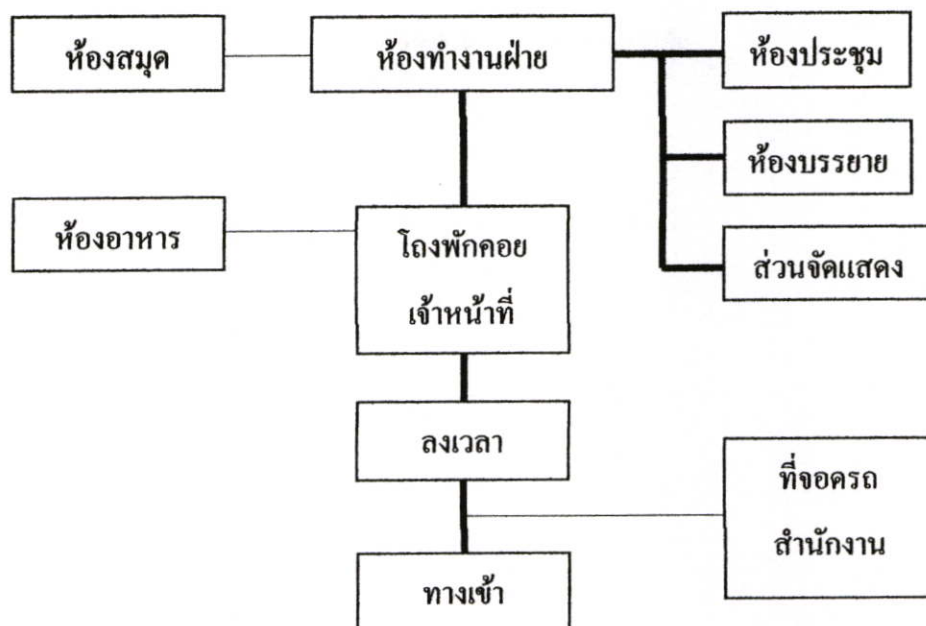 ห้องสมุด
ห้องทำงานฝ่าย
ห้องประชุม
ห้องบรรยาย
ห้องอาหาร
โถงพักคอย
เจ้าหน้าที่
ส่วนจัดแสดง
ลงเวลา
ที่จอดรถ
สำนักงาน
ทางเข้า